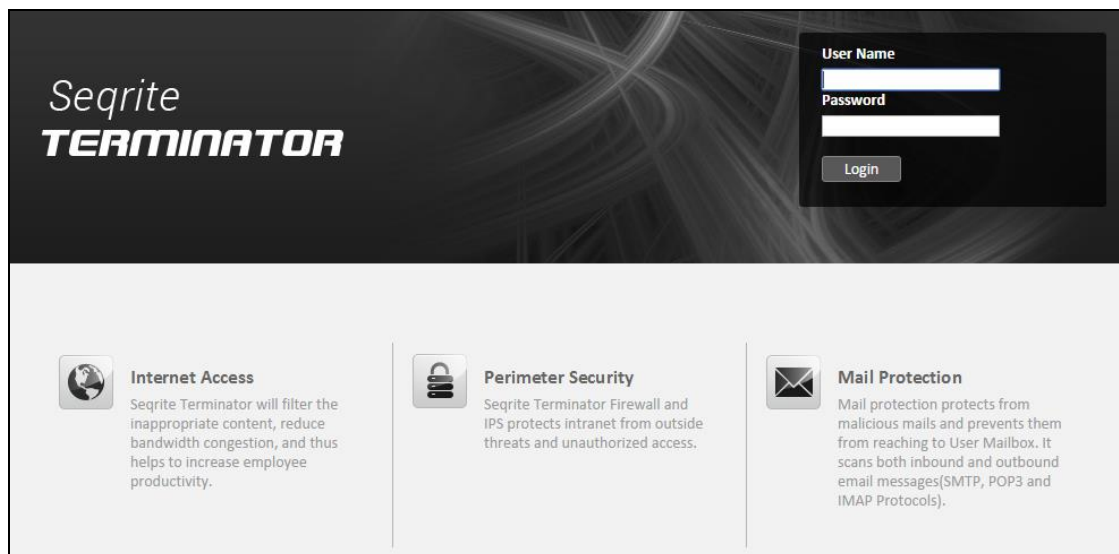 Seqrite
TERMINATOR
User Name
Password
Login
Internet Access
Seqrite Terminator will filter the
inappropriate content, reduce
bandwidth congestion, and thus
helps to increase employee
productivity.
Perimeter Security
Seqrite Terminator Firewall and
IPS protects intranet from outside
threats and unauthorized access.
Mail Protection
Mail protection protects from
malicious mails and prevents them
from reaching to User Mailbox. It
scans both inbound and outbound
email messages(SMTP, POP3 and
IMAP Protocols).